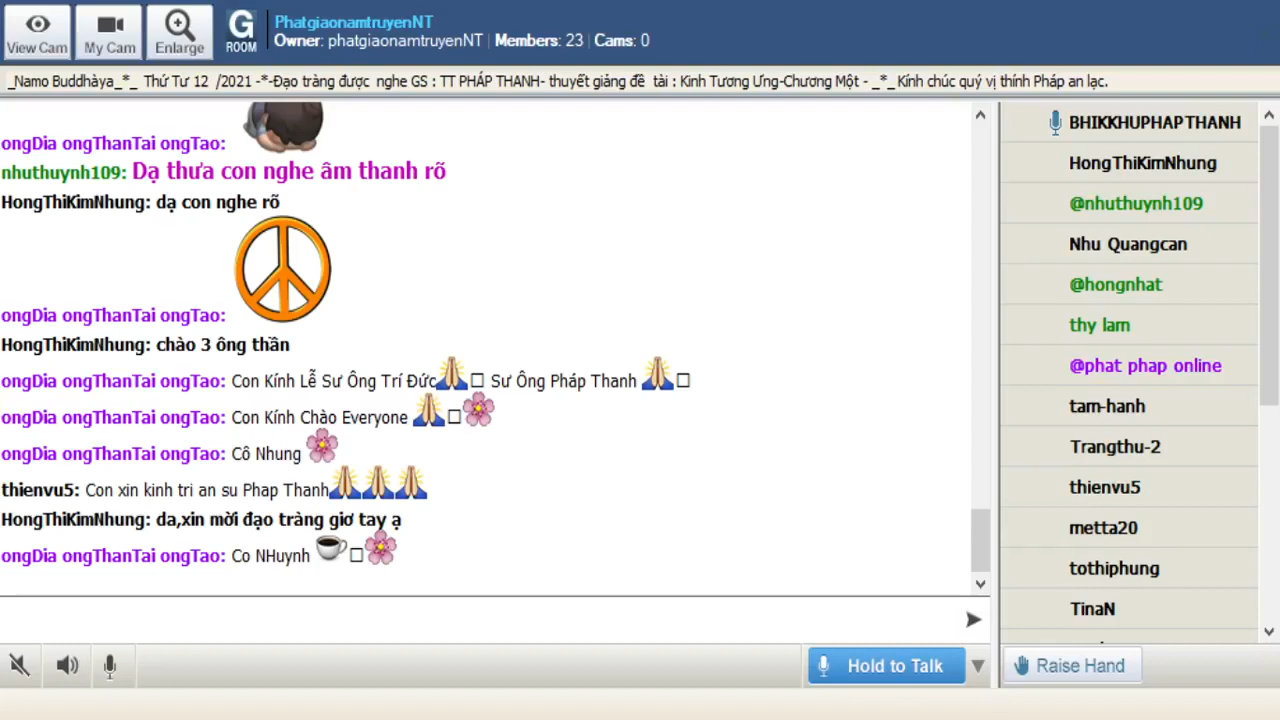 View Cam
My Cam
Enlarge
G
ROOM
PhatgiaonamtruyenNT
Owner: phatgiaonamtruyenNT | Members: 23 | Cams: 0
_Namo Buddhàya_*_ Thứ Tư 12 /2021 -*-Đạo tràng được nghe GS : TT PHÁP THANH- thuyết giảng đề tài : Kinh Tương Ưng-Chương Một - _*_ Kính chúc quý vị thính Pháp an lạc.
ongDia ongThanTai ongTao:
nhuthuynh109: Dạ thưa con nghe âm thanh rõ
HongThiKimNhung: dạ con nghe rõ
ongDia ongThanTai ongTao:
HongThiKimNhung: chào 3 ông thần
ongDia ongThanTai ongTao: Con Kính Lễ Sư Ông Trí Đức Sư Ông Pháp Thanh
ongDia ongThanTai ongTao: Con Kính Chào Everyone
ongDia ongThanTai ongTao: Cô Nhung
thienvu5: Con xin kinh tri an su Phap Thanh
HongThiKimNhung: da,xin mời đạo tràng giơ tay ạ
ongDia ongThanTai ongTao: Co NHuynh
BHIKKHUPHAPTHANH
HongThiKimNhung
@nhuthuynh109
Nhu Quangcan
@hongnhat
thy lam
@phat phap online
tam-hanh
Trangthu-2
thienvu5
metta20
tothiphung
TinaN
Hold to Talk
Raise Hand